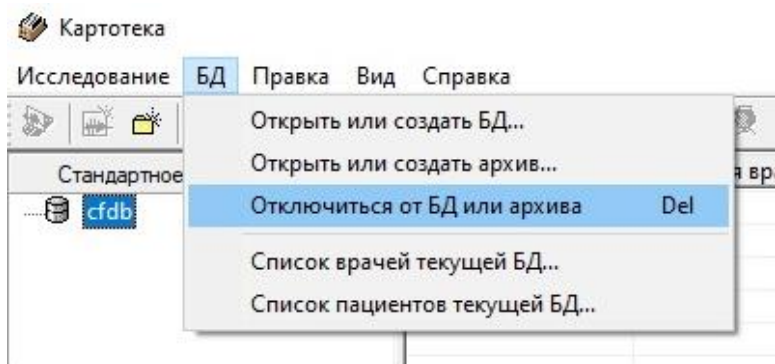 Картотека
Исследование БД Правка Вид Справка
Открыть или создать БД...
Открыть или создать архив...
Стандартное
Отключиться от БД или архива Del
cfdb
Список врачей текущей БД...
Список пациентов текущей БД...